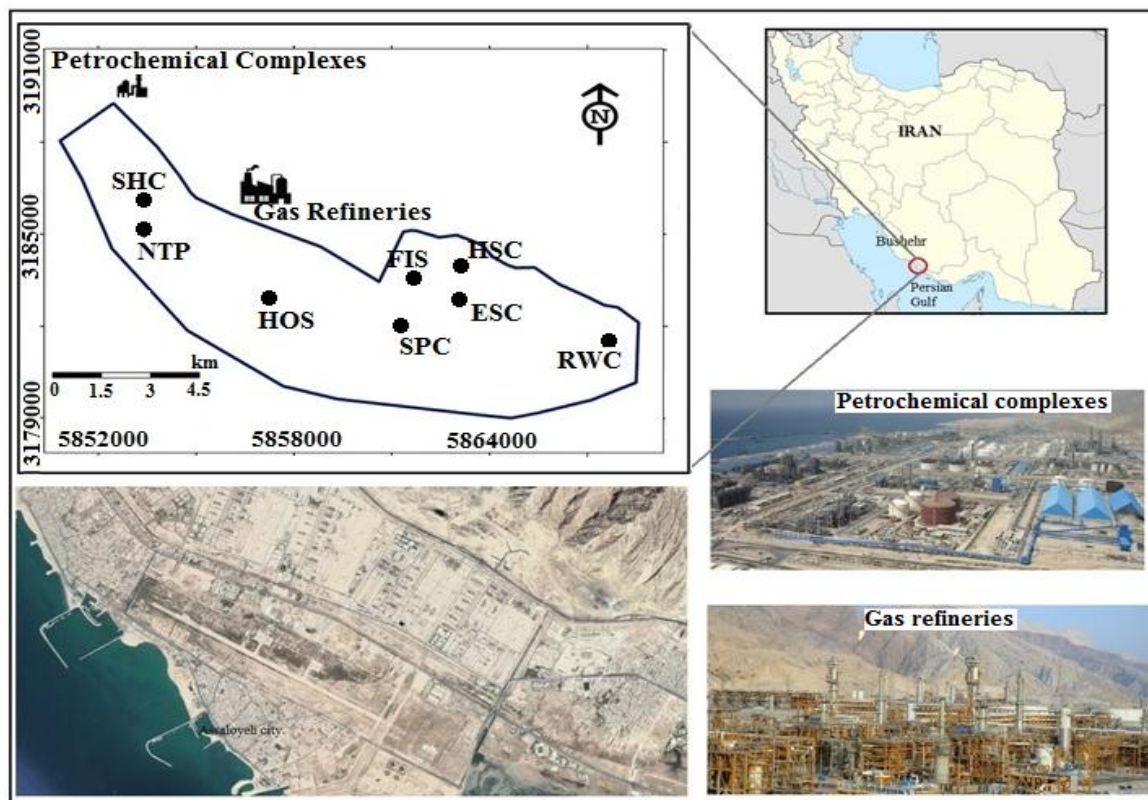 Petrochemical Complexes
3191000
3185000
3179000
N
SHC
NTP
Gas Refineries
HOS
FIS
HSC
ESC
SPC
RWC
km
0 1.5 3 4.5
5852000 5858000 5864000
IRAN
Bushehr
Persian
Gulf
Petrochemical complexes
Assaloyeh city
Gas refineries